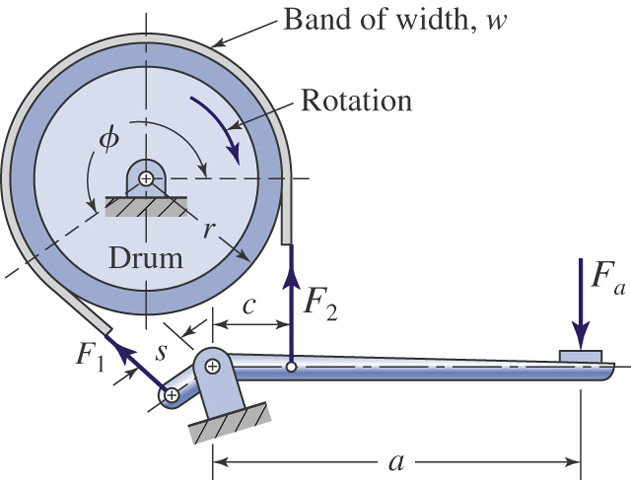 Band of width, w
Rotation
ϕ
r
Drum
F₁
s
c
F₂
Fₐ
a